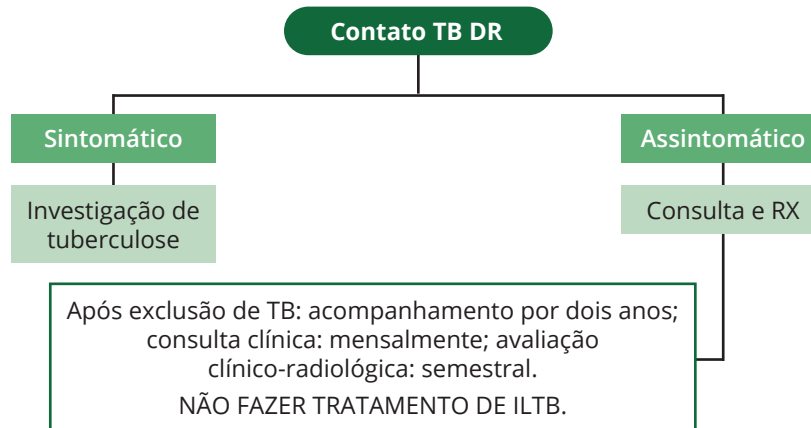 Contato TB DR
Sintomático
Assintomático
Investigação de
tuberculose
Consulta e RX
Após exclusão de TB: acompanhamento por dois anos;
consulta clínica: mensalmente; avaliação
clínico-radiológica: semestral.
NÃO FAZER TRATAMENTO DE ILTB.